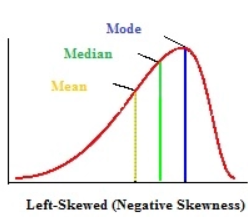 Mode
Median
Mean
Left-Skewed (Negative Skewness)